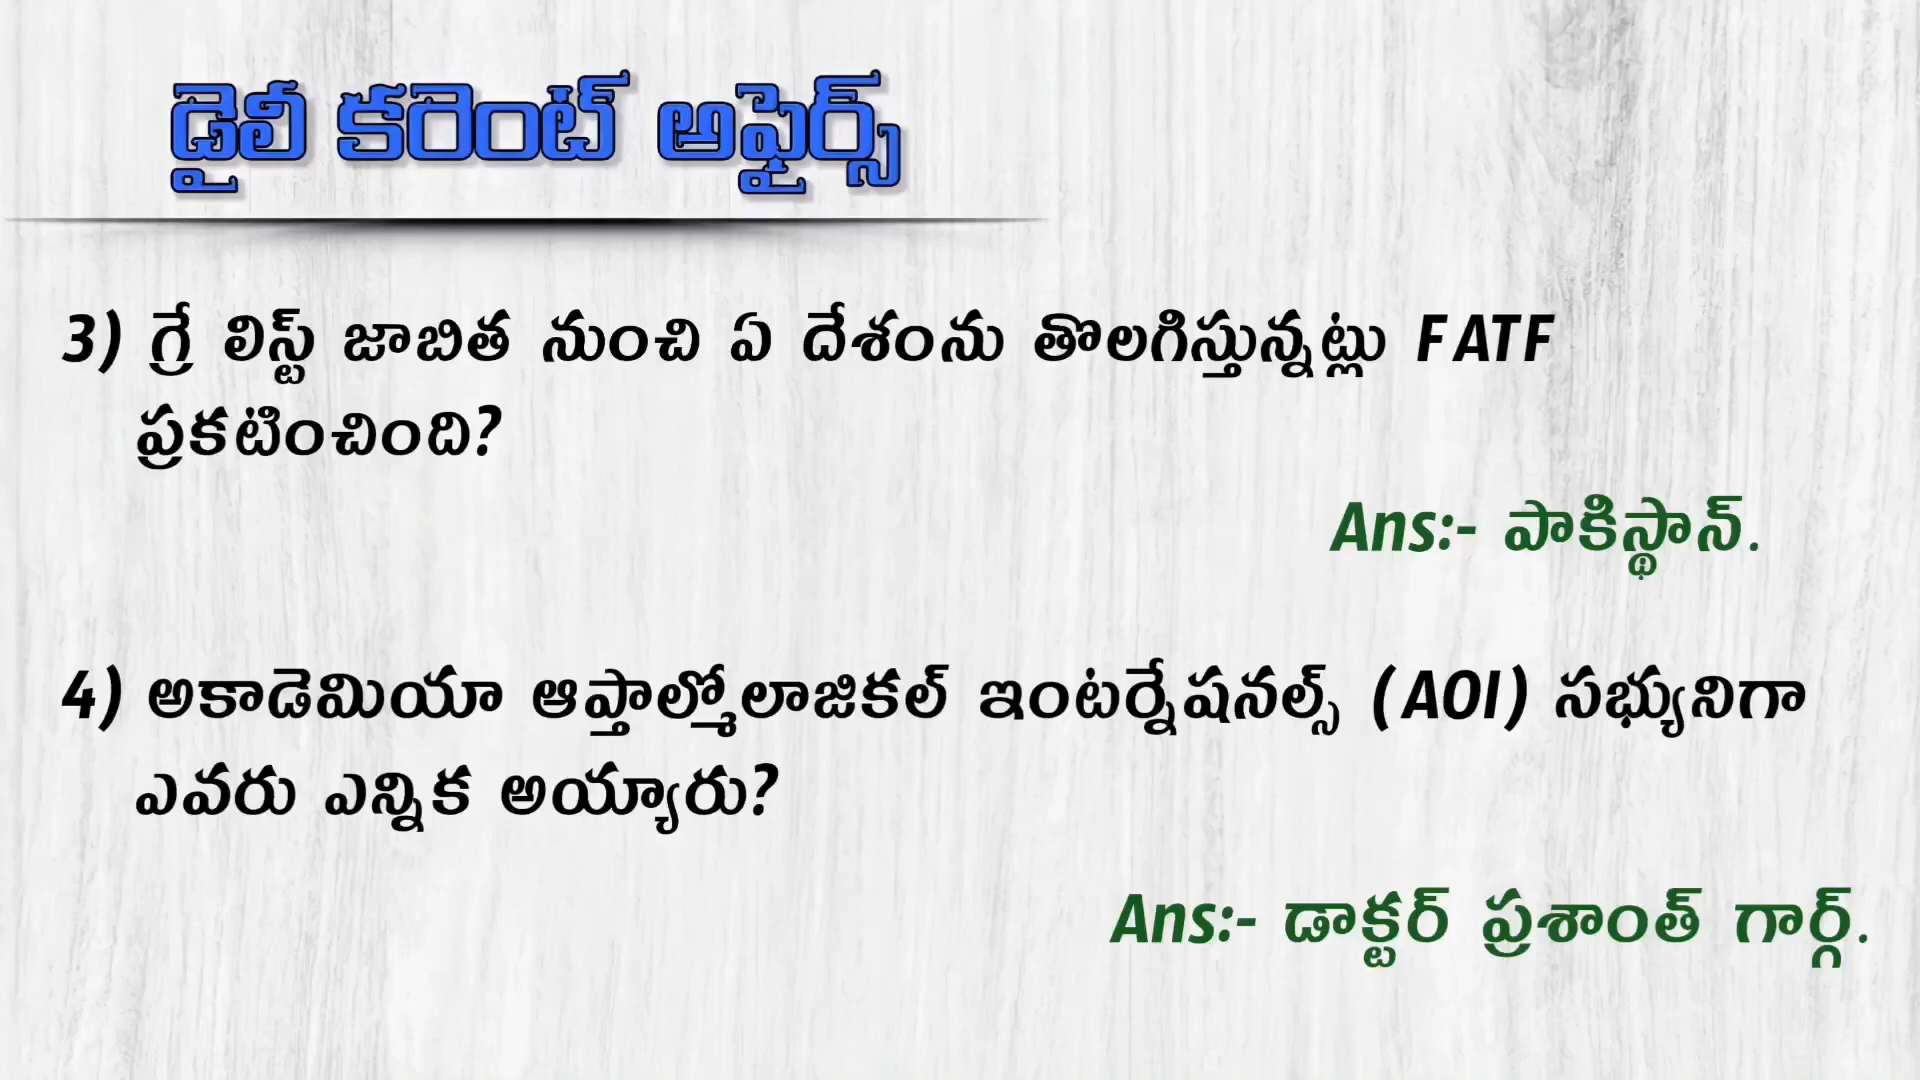 డైలీ కరెంట్ అఫైర్స్
3) గ్రే లిస్ట్ జాబిత నుంచి ఏ దేశంను తొలగిస్తున్నట్లు FATF
ప్రకటించింది?
Ans:- పాకిస్థాన్.
4) అకాడెమియా ఆప్తాల్మోలాజికల్ ఇంటర్నేషనల్స్ (AOI) సభ్యునిగా
ఎవరు ఎన్నిక అయ్యారు?
Ans:- డాక్టర్ ప్రశాంత్ గార్గ్.